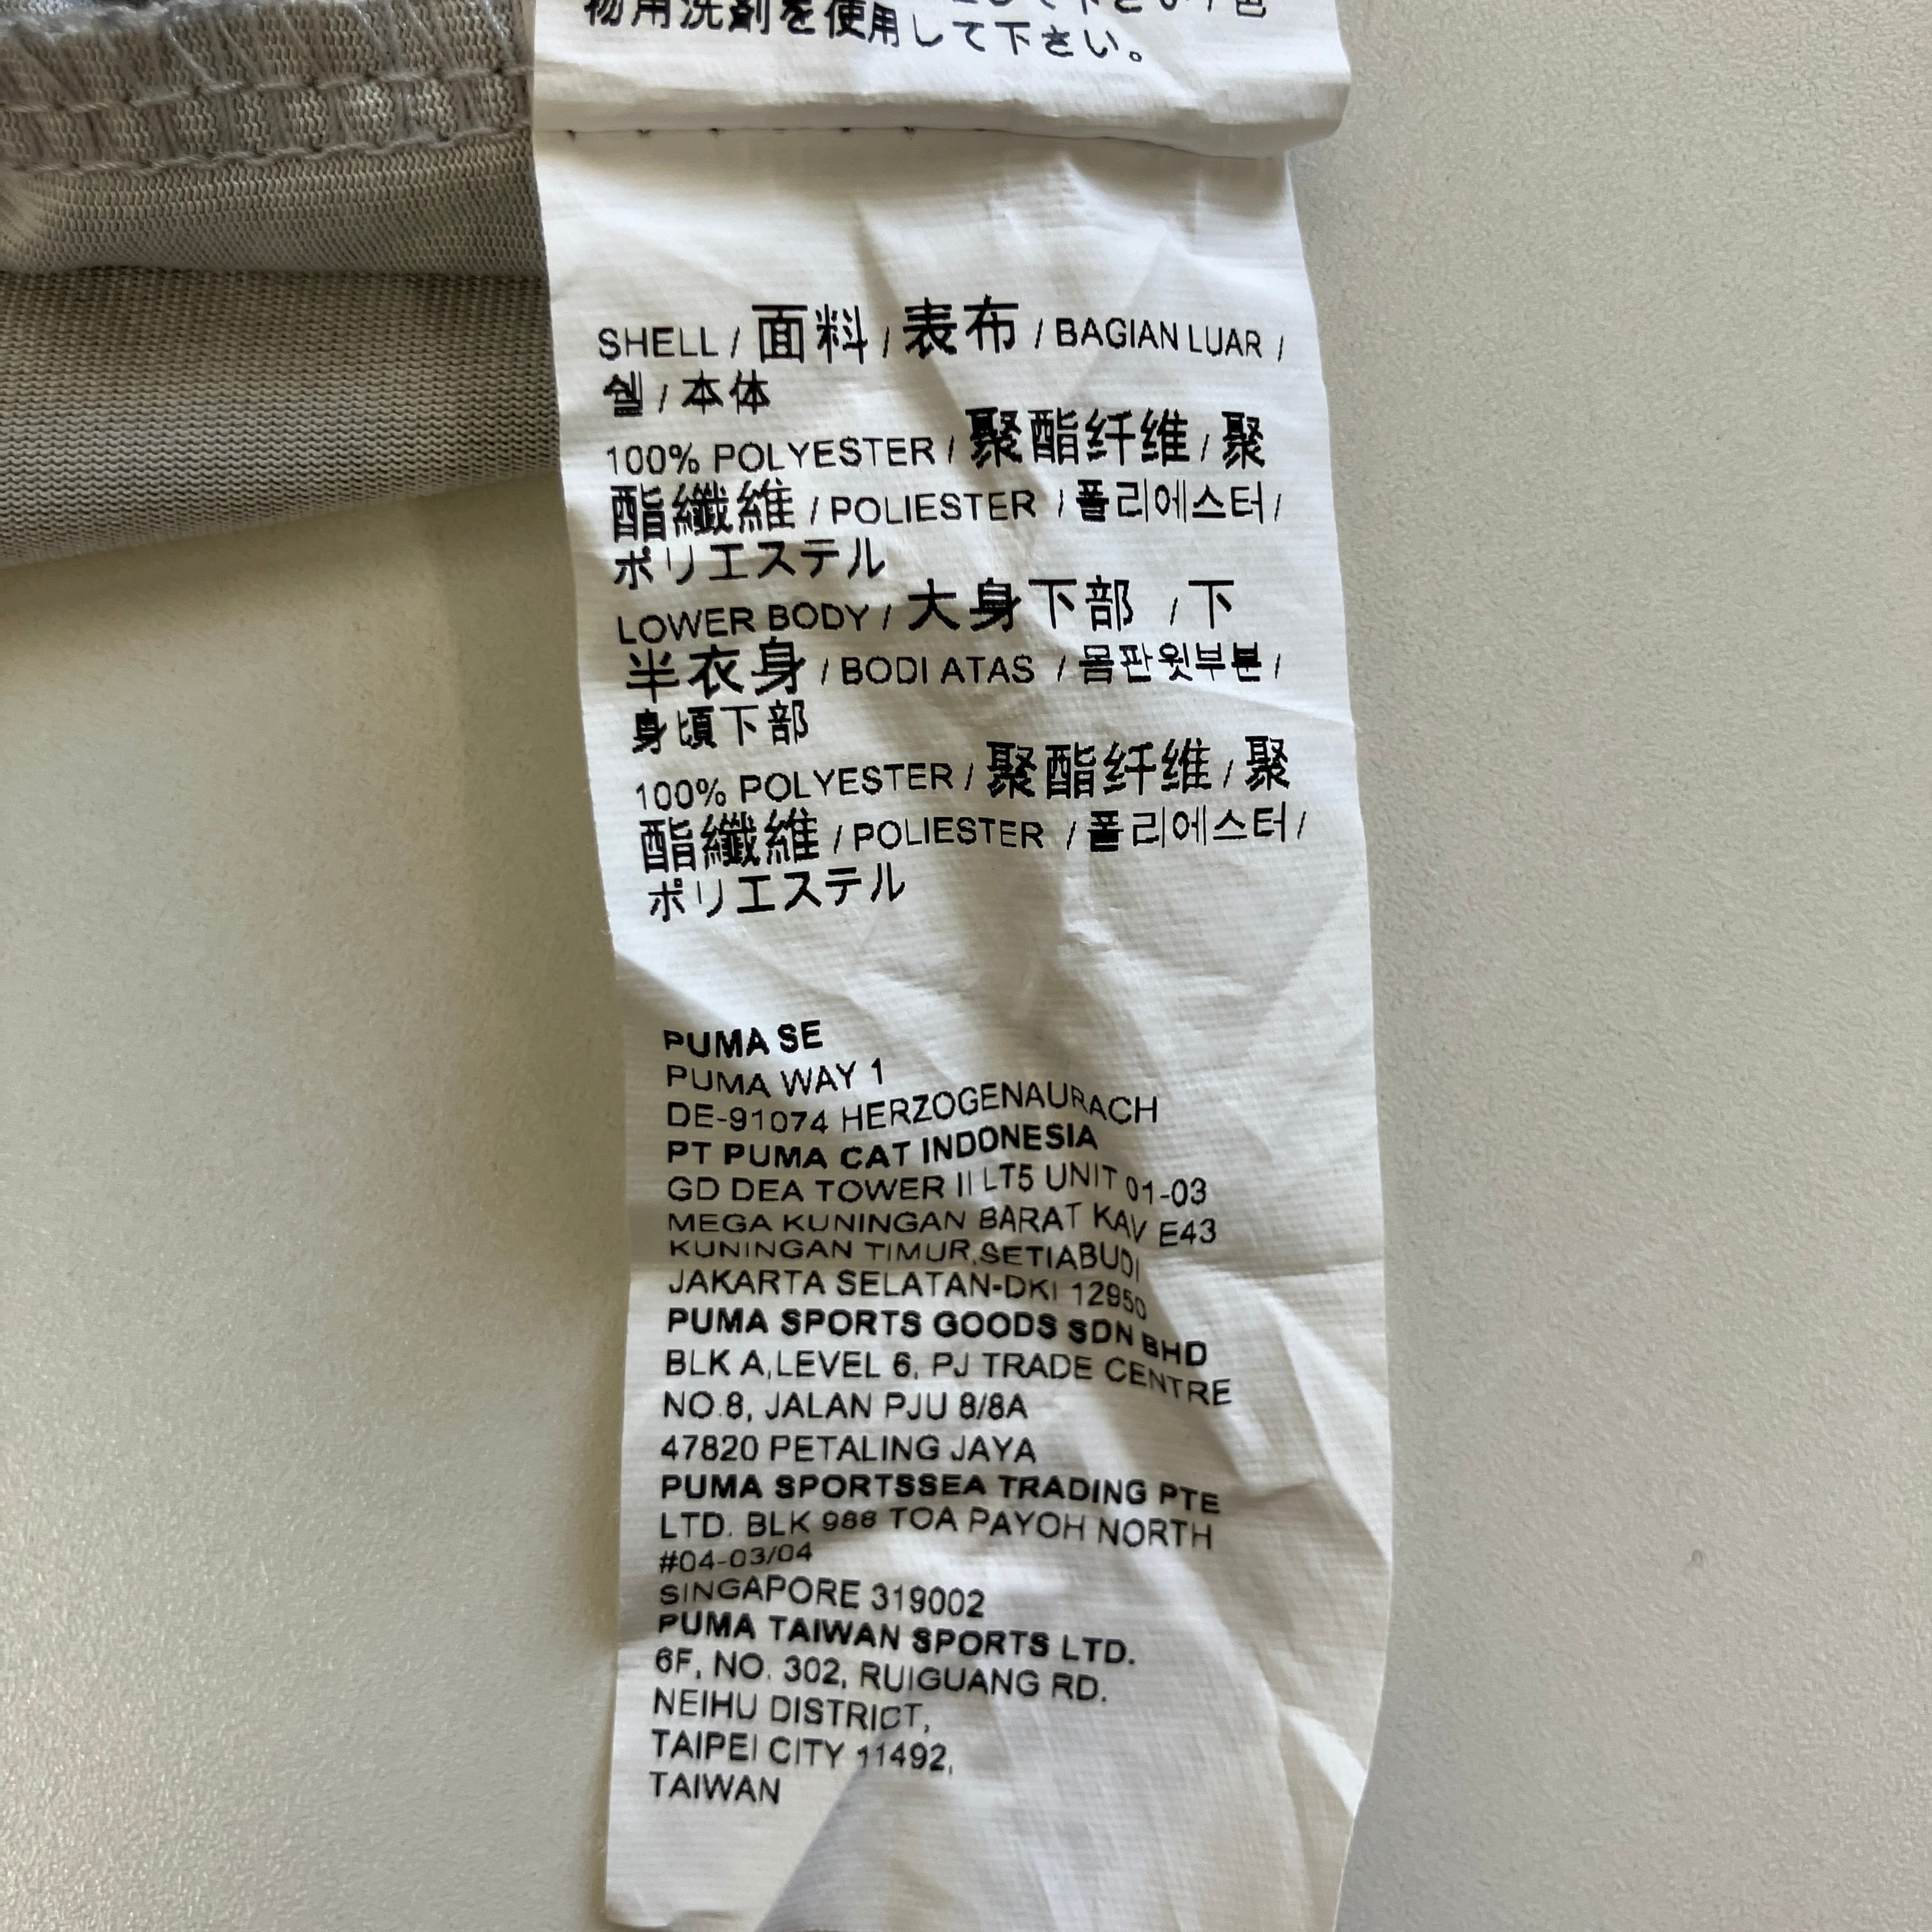 物用洗剤を使用して下さい。
SHELL / 面料 / 表布 / BAGIAN LUAR /
쉘 / 本体
100% POLYESTER / 聚酯纤维 / 聚
酯纖維 / POLIESTER / 폴리에스터 /
ポリエステル
LOWER BODY / 大身下部 / 下
半衣身 / BODI ATAS / 몸판윗부분 /
身頃下部
100% POLYESTER / 聚酯纤维 / 聚
酯纖維 / POLIESTER / 폴리에스터 /
ポリエステル
PUMA SE
PUMA WAY 1
DE-91074 HERZOGENAURACH
PT PUMA CAT INDONESIA
GD DEA TOWER II LT5 UNIT 01-03
MEGA KUNINGAN BARAT KAV E43
KUNINGAN TIMUR,SETIABUDI
JAKARTA SELATAN-DKI 12950
PUMA SPORTS GOODS SDN BHD
BLK A,LEVEL 6, PJ TRADE CENTRE
NO.8, JALAN PJU 8/8A
47820 PETALING JAYA
PUMA SPORTSSEA TRADING PTE
LTD. BLK 988 TOA PAYOH NORTH
#04-03/04
SINGAPORE 319002
PUMA TAIWAN SPORTS LTD.
6F, NO. 302, RUIGUANG RD.
NEIHU DISTRICT,
TAIPEI CITY 11492,
TAIWAN